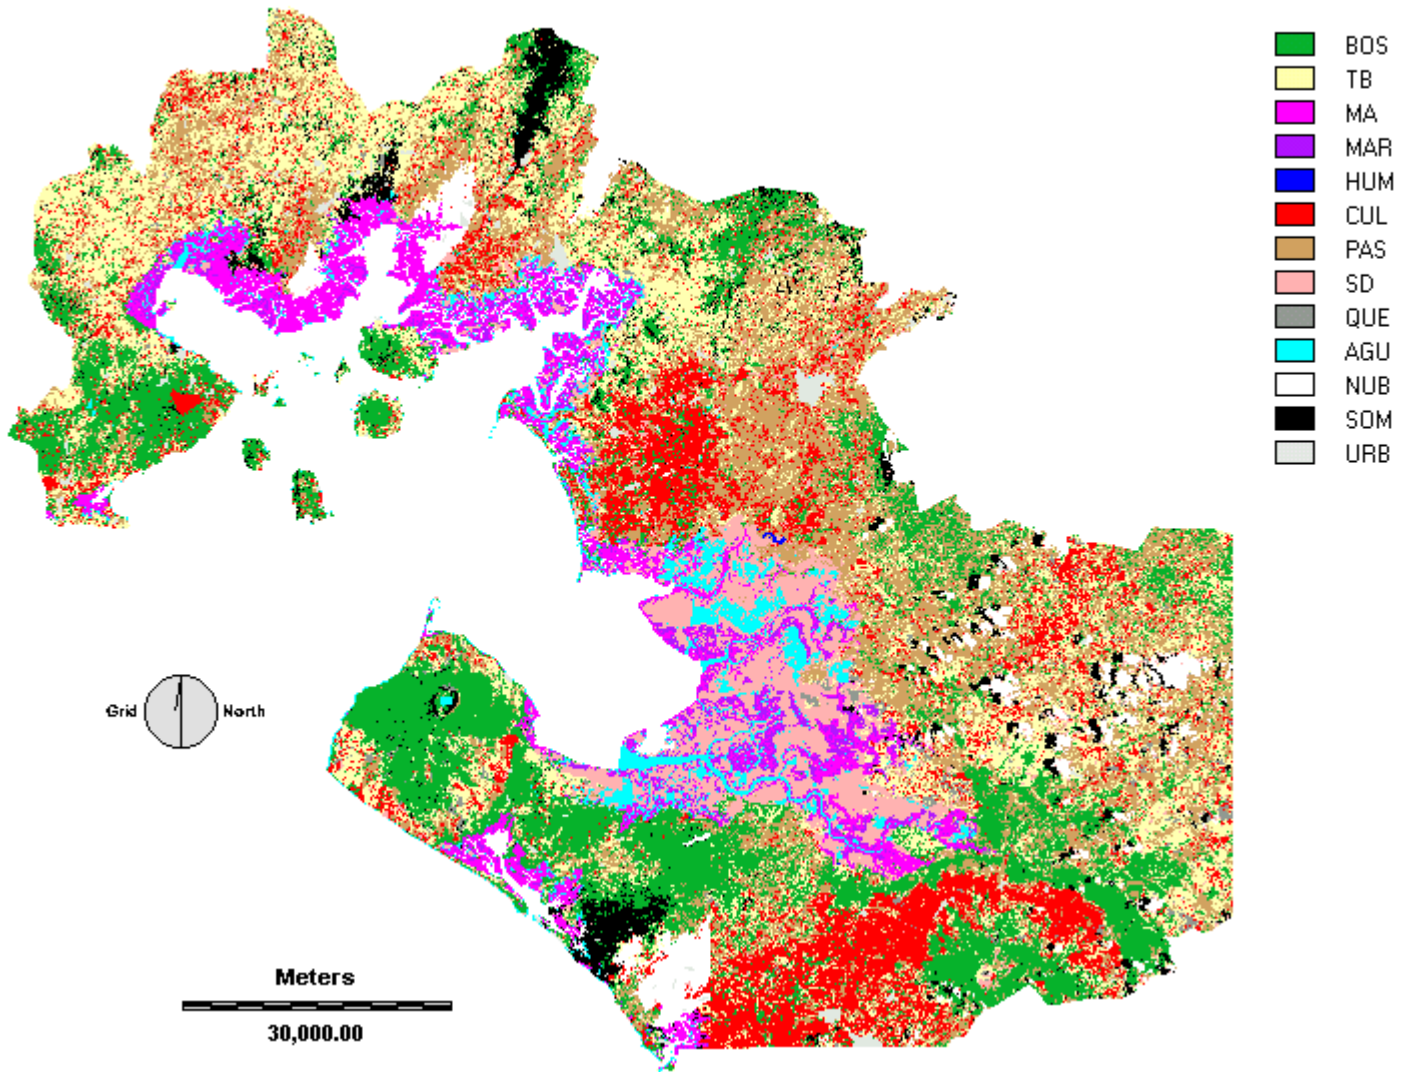 BOS
TB
MA
MAR
HUM
CUL
PAS
SD
QUE
AGU
NUB
SOM
URB
Grid North
Meters
30,000.00